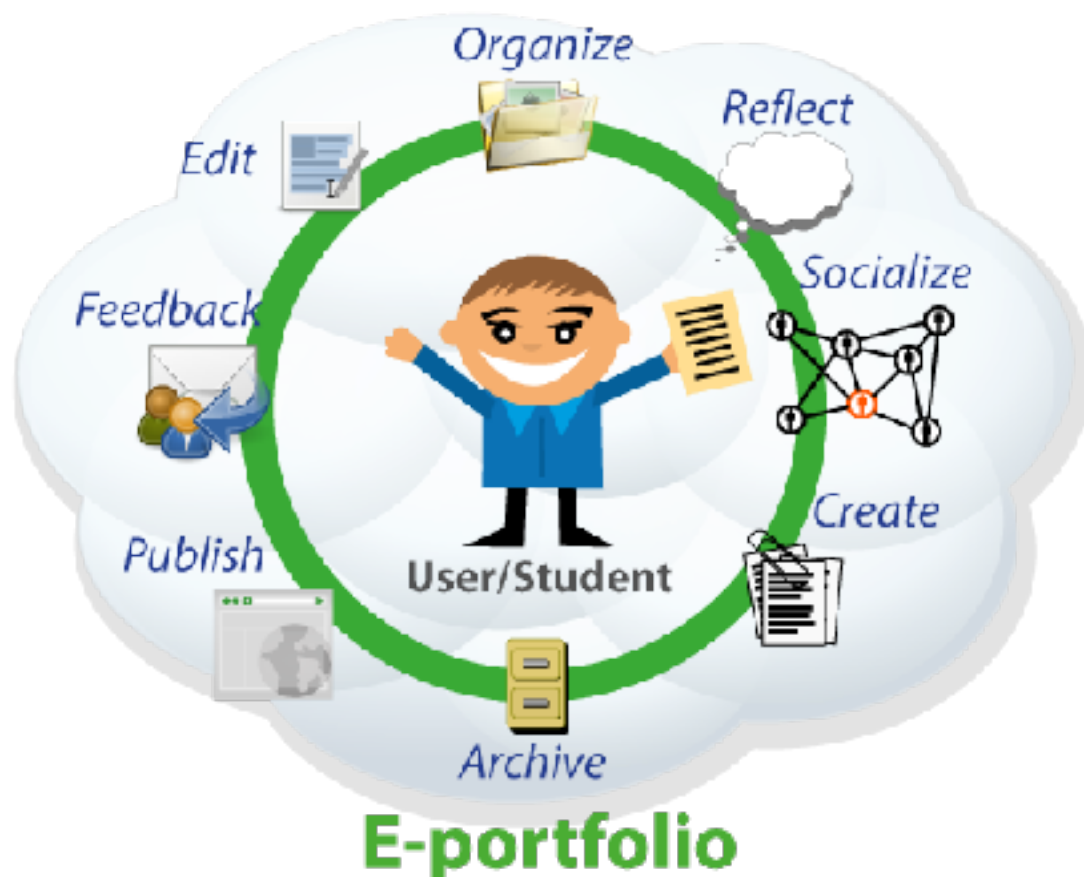 Organize
Reflect
Edit
Socialize
Feedback
Create
Publish
User/Student
Archive
E-portfolio